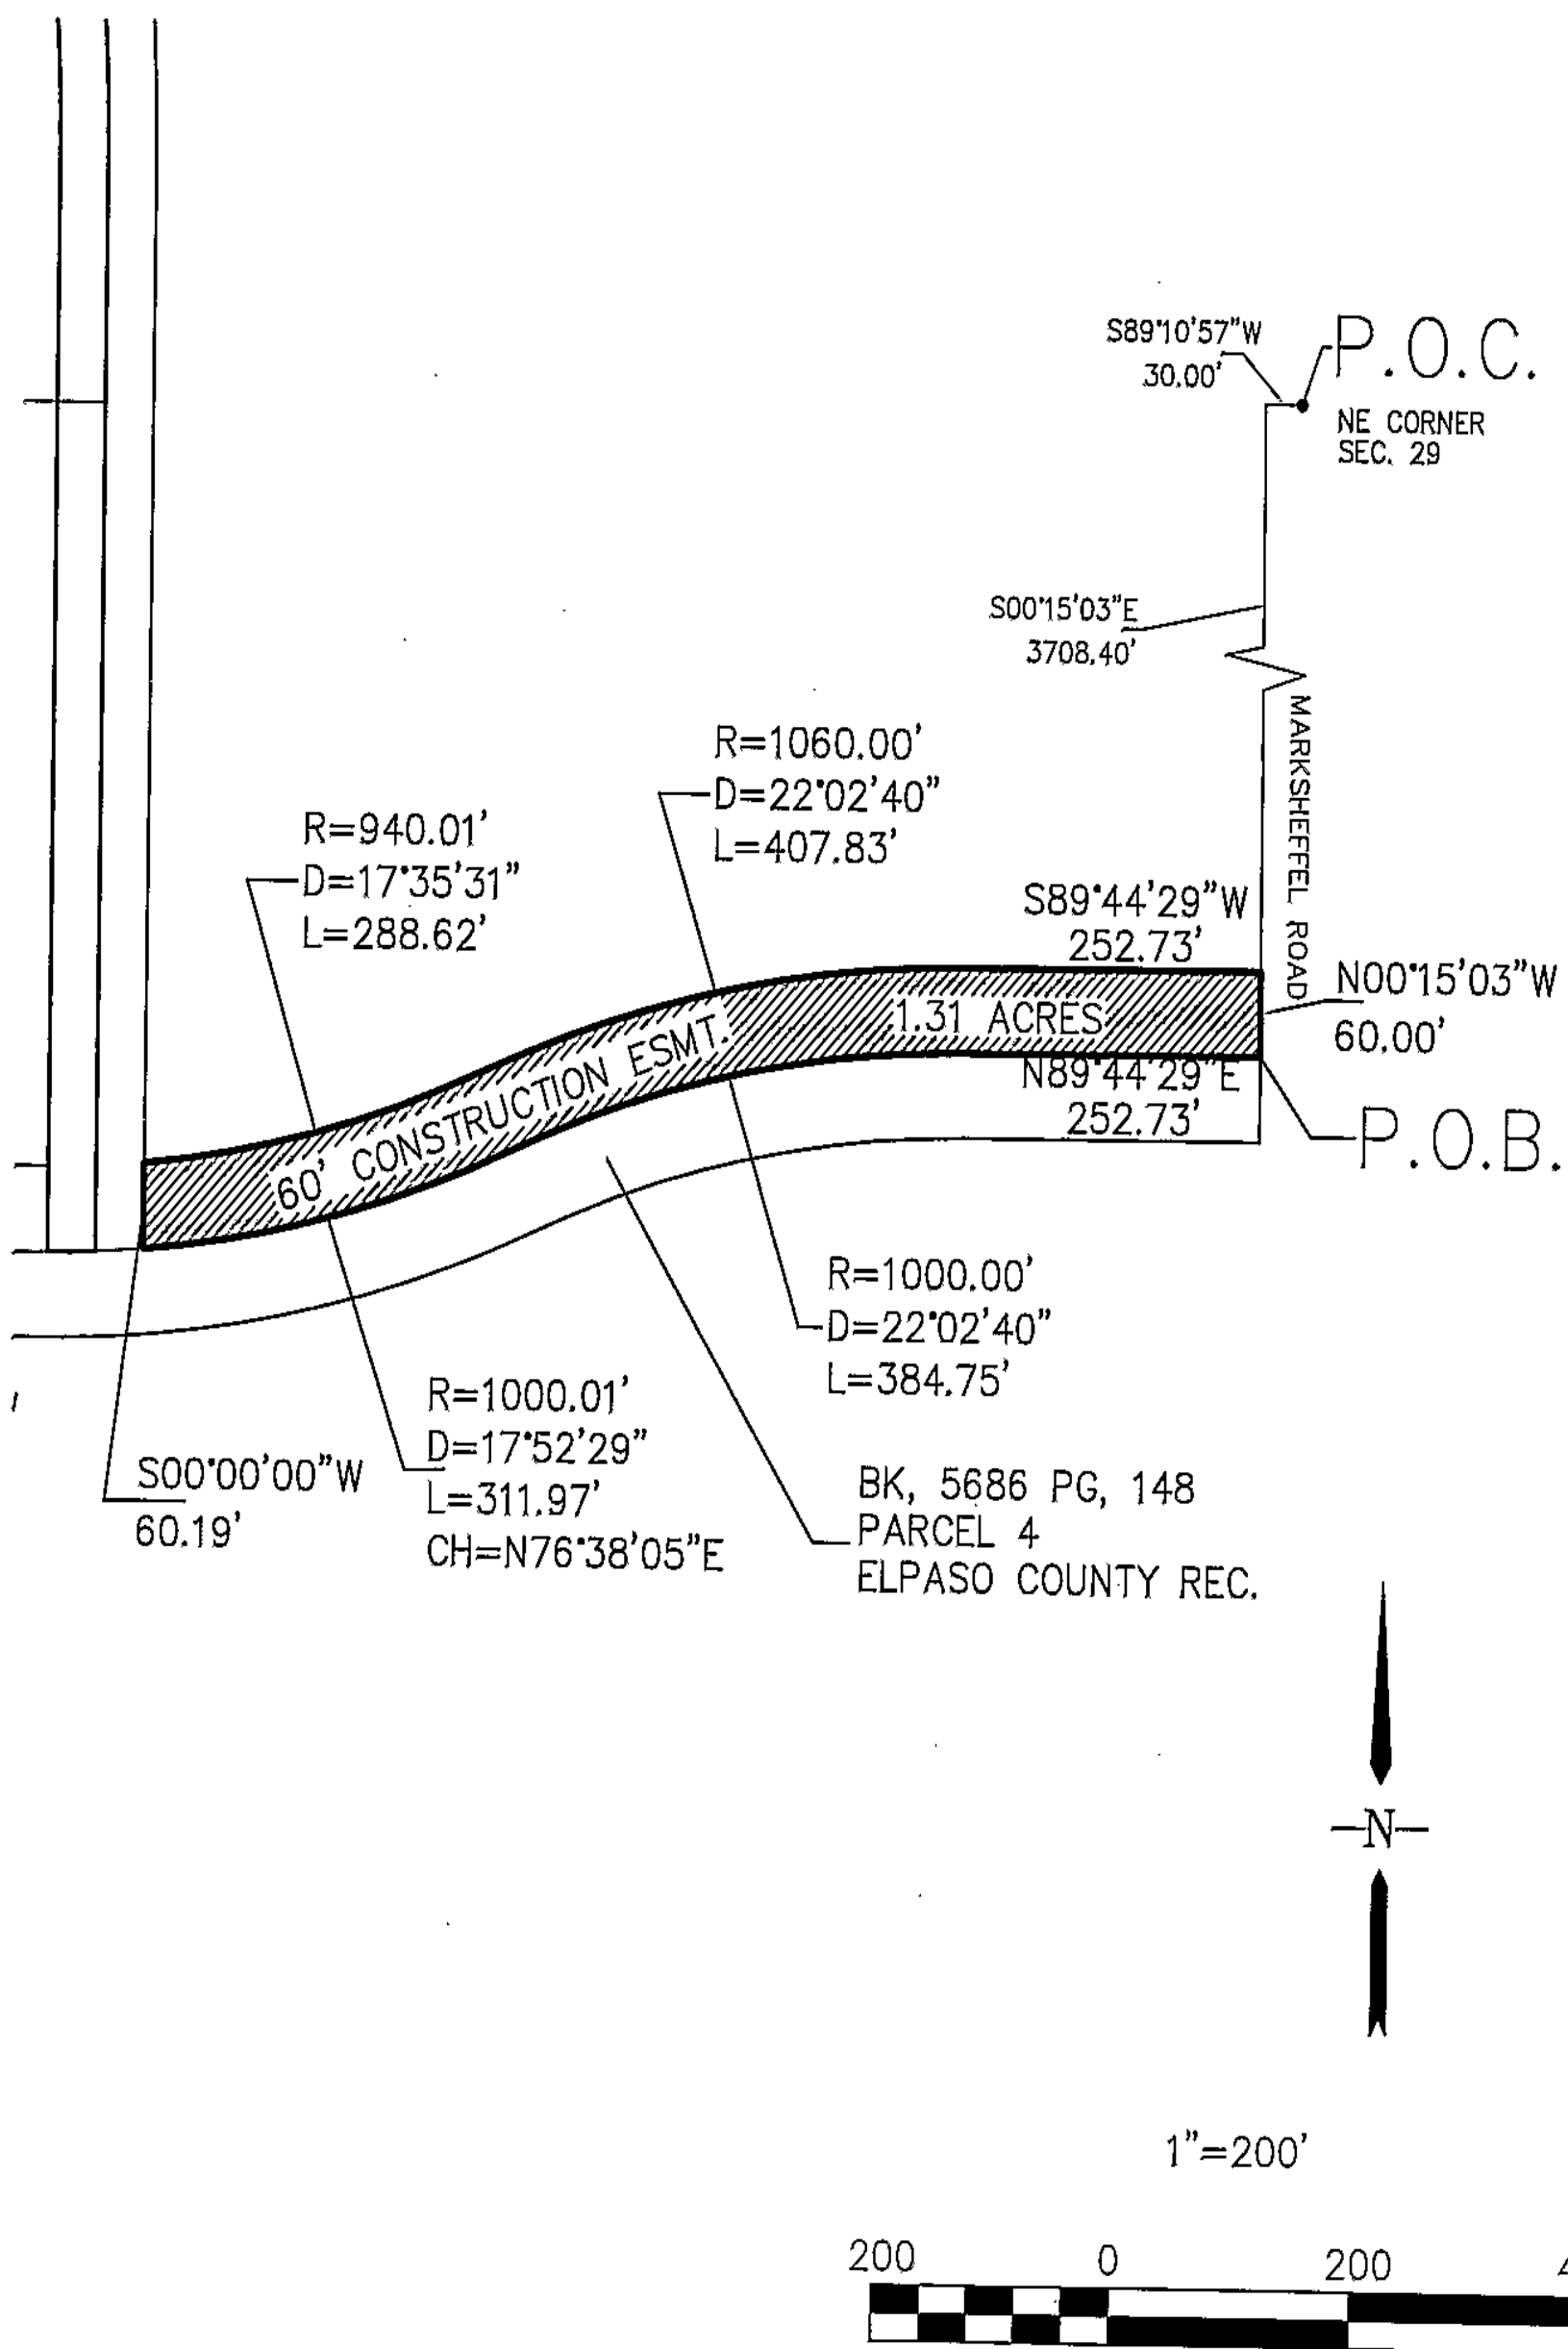 S89°10'57"W
30.00'
P.O.C.
NE CORNER
SEC. 29
S00°15'03"E
3708.40'
MARKSHEFFEL ROAD
R=1060.00'
D=22°02'40"
L=407.83'
R=940.01'
D=17°35'31"
L=288.62'
S89°44'29"W
252.73'
N00°15'03"W
60.00'
1.31 ACRES
60' CONSTRUCTION ESMT.
N89°44'29"E
252.73'
P.O.B.
R=1000.00'
D=22°02'40"
L=384.75'
R=1000.01'
D=17°52'29"
L=311.97'
CH=N76°38'05"E
S00°00'00"W
60.19'
BK, 5686 PG, 148
PARCEL 4
ELPASO COUNTY REC.
N
1"=200'
200 0 200